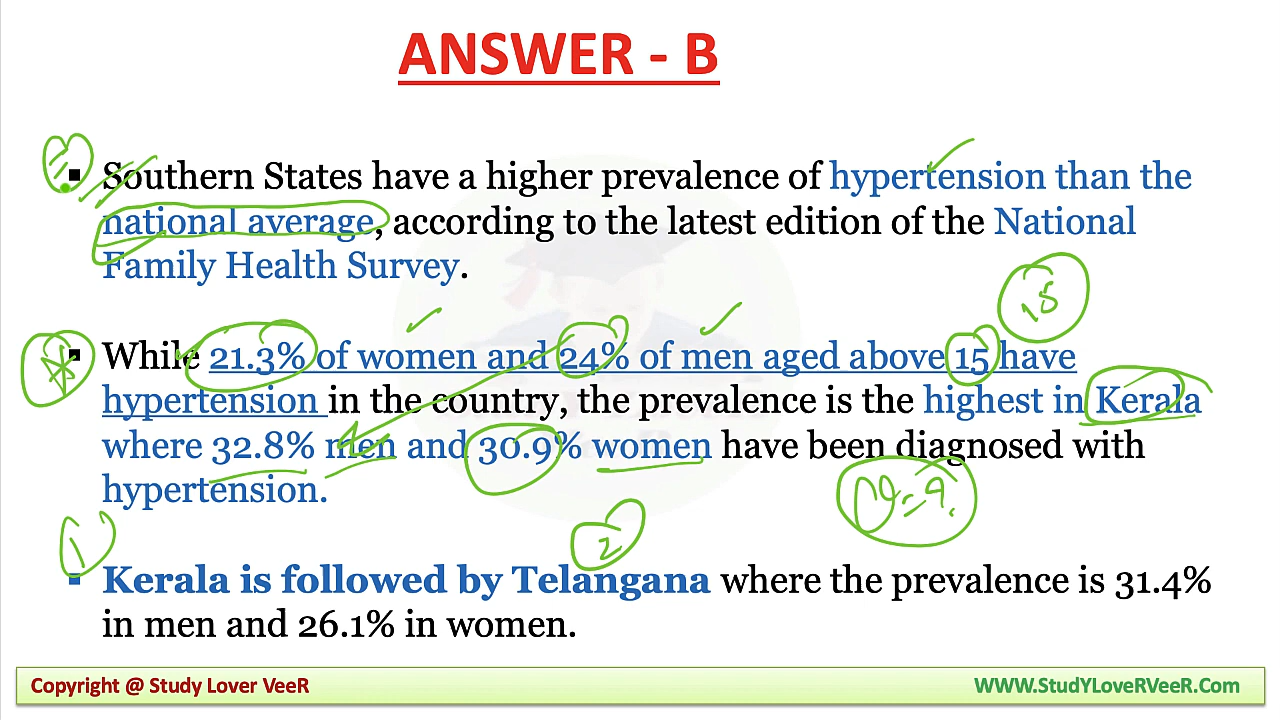 ANSWER - B
▪ Southern States have a higher prevalence of hypertension than the
national average, according to the latest edition of the National
Family Health Survey.
15
▪ While 21.3% of women and 24% of men aged above 15 have
hypertension in the country, the prevalence is the highest in Kerala
where 32.8% men and 30.9% women have been diagnosed with
hypertension.
1
2
▪ Kerala is followed by Telangana where the prevalence is 31.4%
in men and 26.1% in women.
Copyright @ Study Lover VeeR
WWW.StudYLoveRVeeR.Com